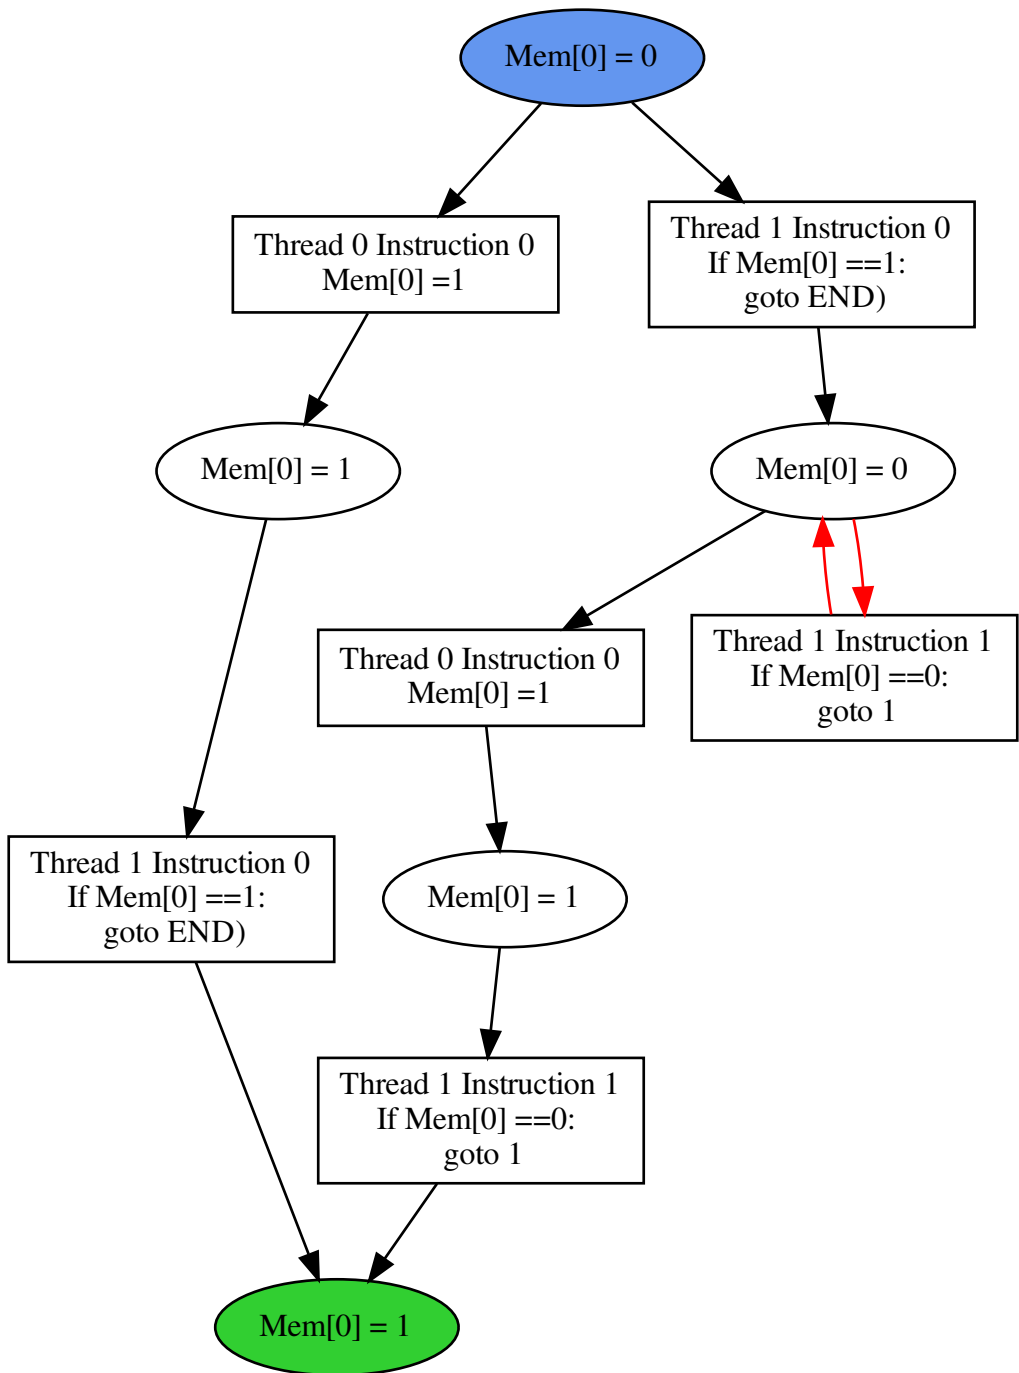 Mem[0] = 0
Thread 0 Instruction 0
Mem[0] =1
Thread 1 Instruction 0
If Mem[0] ==1:
goto END)
Mem[0] = 1
Mem[0] = 0
Thread 0 Instruction 0
Mem[0] =1
Thread 1 Instruction 1
If Mem[0] ==0:
goto 1
Thread 1 Instruction 0
If Mem[0] ==1:
goto END)
Mem[0] = 1
Thread 1 Instruction 1
If Mem[0] ==0:
goto 1
Mem[0] = 1